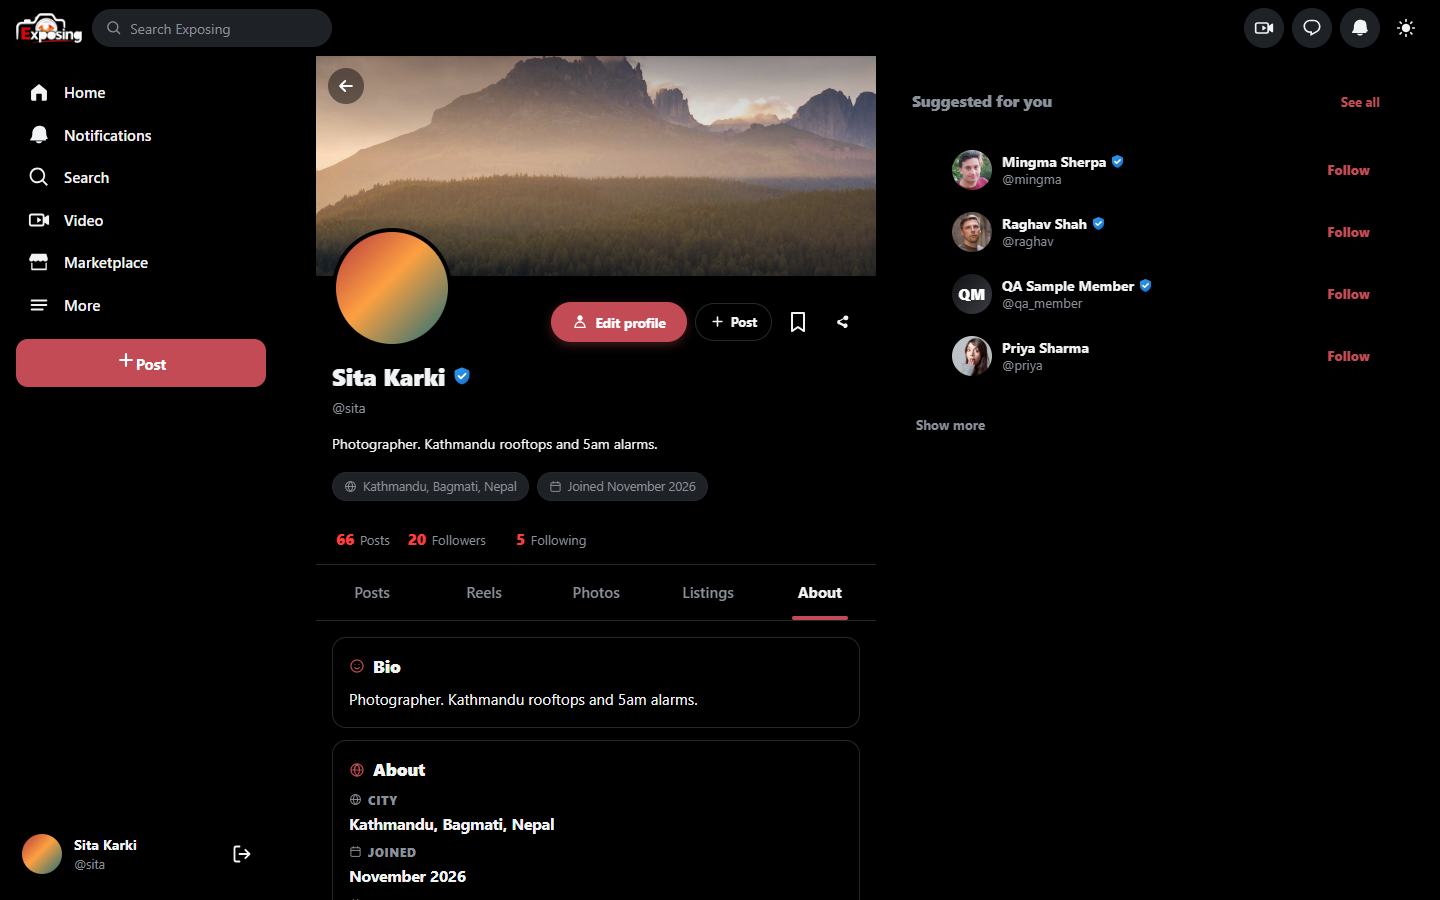 Exposing
Search Exposing
Home
Notifications
Search
Video
Marketplace
More
Post
Sita Karki
@sita
Edit profile
Post
Sita Karki
@sita
Photographer. Kathmandu rooftops and 5am alarms.
Kathmandu, Bagmati, Nepal
Joined November 2026
66 Posts
20 Followers
5 Following
Posts
Reels
Photos
Listings
About
Bio
Photographer. Kathmandu rooftops and 5am alarms.
About
CITY
Kathmandu, Bagmati, Nepal
JOINED
November 2026
Suggested for you
See all
Mingma Sherpa
@mingma
Follow
Raghav Shah
@raghav
Follow
QM
QA Sample Member
@qa_member
Follow
Priya Sharma
@priya
Follow
Show more